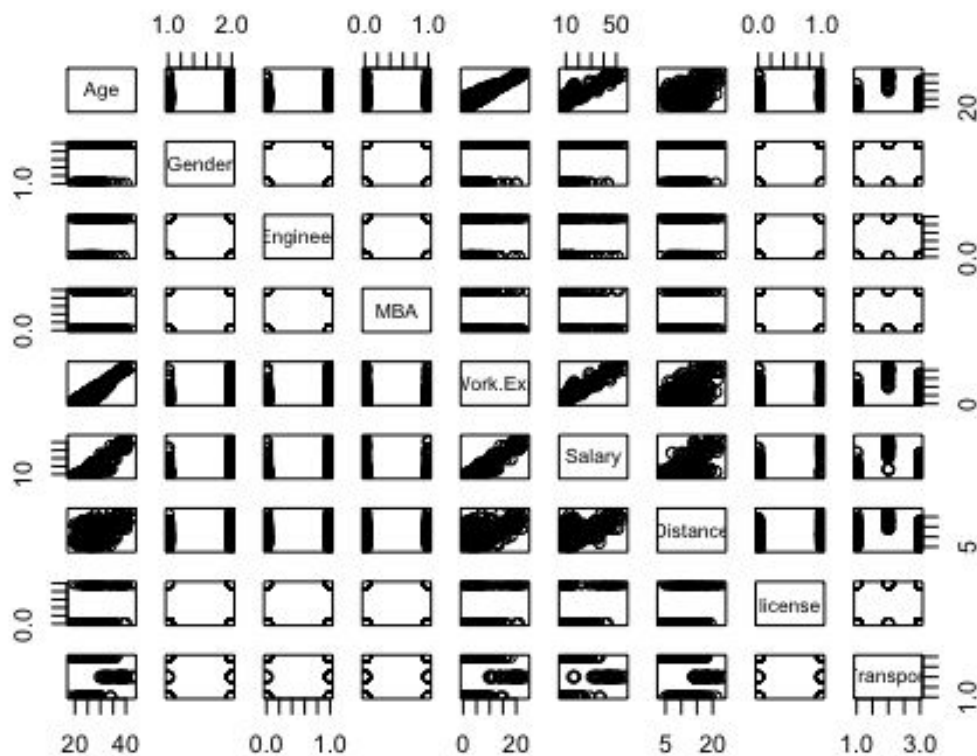 1.0 2.0 0.0 1.0 10 50 0.0 1.0
Age 20
1.0 Gender
Enginee 0.0
0.0 MBA
Work.Ex 0
10 Salary
Distance 5
0.0 license
Transpor 1.0
20 40 0.0 1.0 0 20 5 20 1.0 3.0